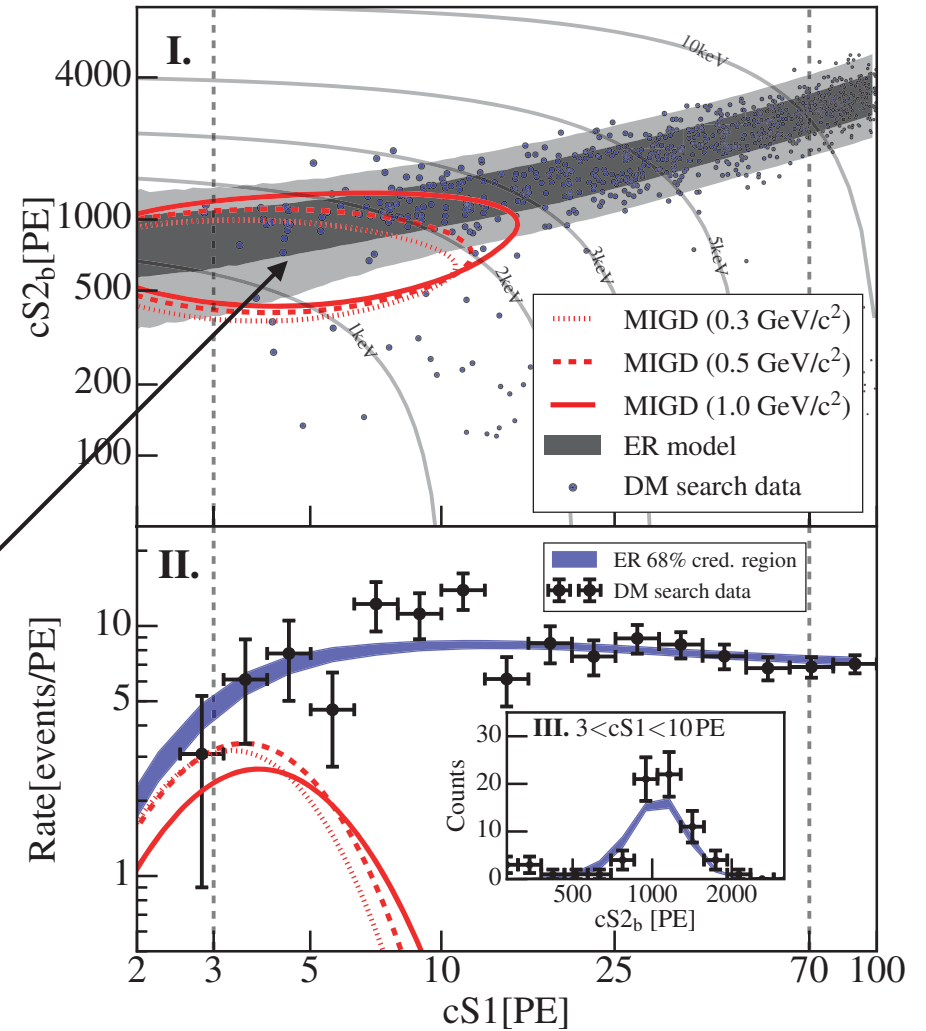 I.
10keV
4000
1000
500
200
100
cS2b[PE]
5keV
3keV
2keV
1keV
MIGD (0.3 GeV/c²)
MIGD (0.5 GeV/c²)
MIGD (1.0 GeV/c²)
ER model
DM search data
II.
ER 68% cred. region
DM search data
10
5
1
Rate[events/PE]
III. 3<cS1<10PE
30
20
10
0
Counts
500 1000 2000
cS2b [PE]
2 3 5 10 25 70 100
cS1[PE]